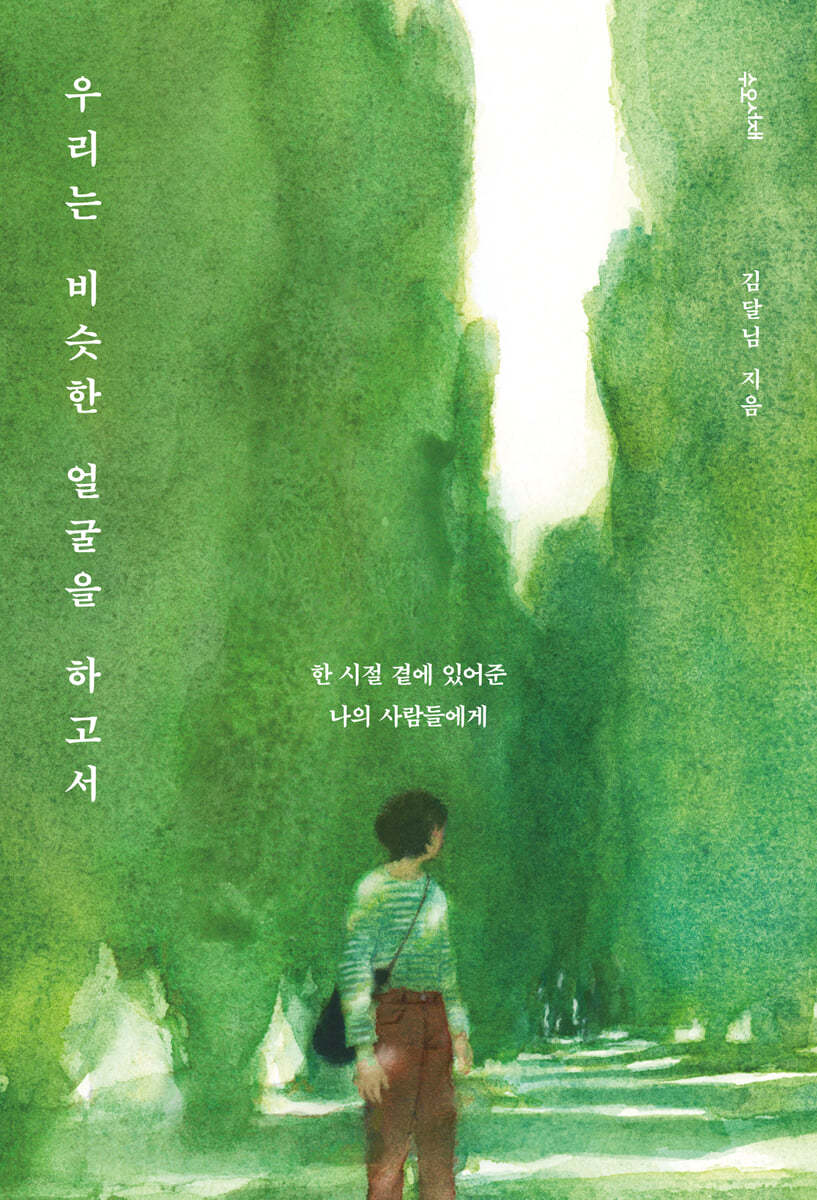 우리는 비슷한 얼굴을 하고서
수오서재
김달님 지음
한 시절 곁에 있어준
나의 사람들에게